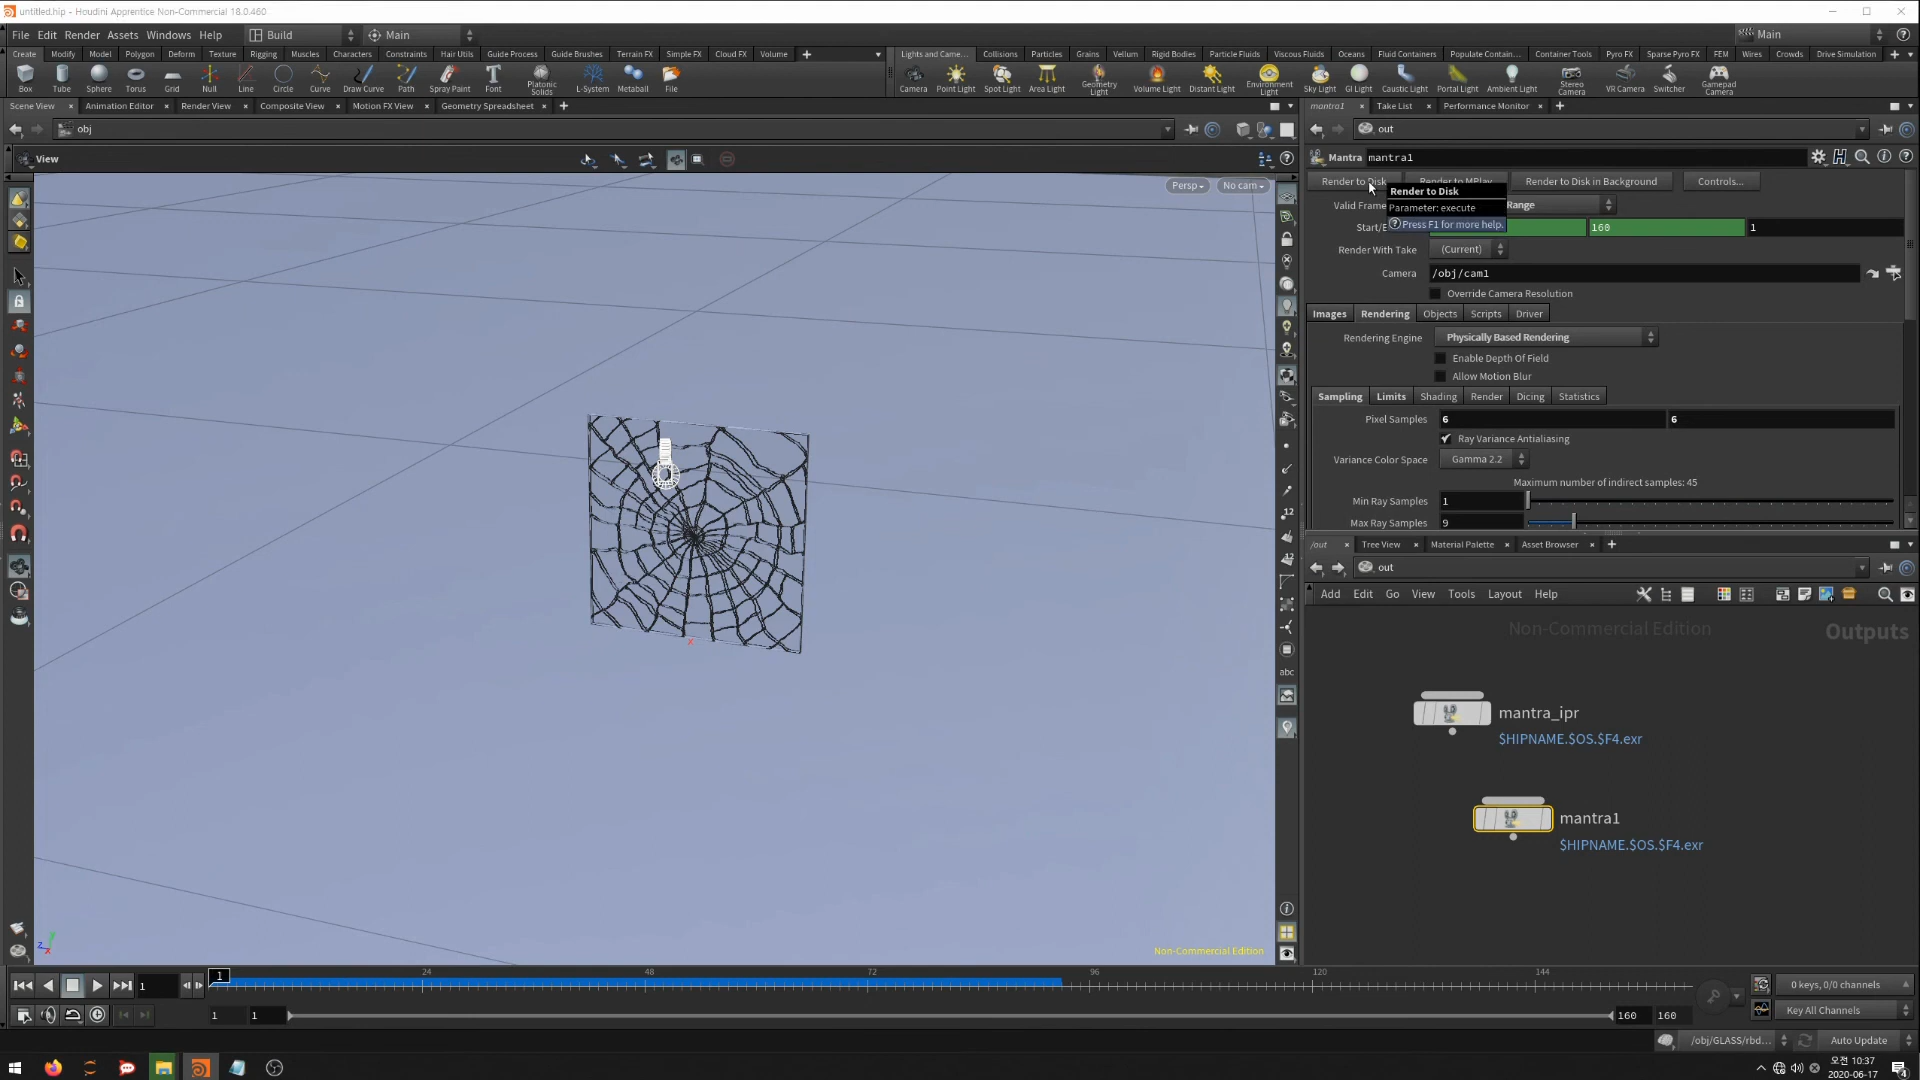 untitled.hip - Houdini Apprentice Non-Commercial 18.0.460
File Edit Render Assets Windows Help Build Main Main
Create Modify Model Polygon Deform Texture Rigging Muscles Characters Constraints Hair Utils Guide Process Guide Brushes Terrain FX Simple FX Cloud FX Volume
Lights and Came... Collisions Particles Grains Vellum Rigid Bodies Particle Fluids Viscous Fluids Oceans Fluid Containers Populate Contain... Container Tools Pyro FX Sparse Pyro FX FEM Wires Crowds Drive Simulation
Box Tube Sphere Torus Grid Null Line Circle Curve Draw Curve Path Spray Paint Font Platonic Solids L-System Metaball File
Camera Point Light Spot Light Area Light Geometry Light Volume Light Distant Light Environment Light Sky Light GI Light Caustic Light Portal Light Ambient Light Stereo Camera VR Camera Switcher Gamepad Camera
Scene View Animation Editor Render View Composite View Motion FX View Geometry Spreadsheet
mantra1 Take List Performance Monitor
obj
out
View
Mantra mantra1
Persp No cam
Render to Disk Render to MPlay Render to Disk in Background Controls...
Render to Disk
Parameter: execute
Press F1 for more help.
Valid Frame Range
Start/E 160 1
Render With Take (Current)
Camera /obj/cam1
Override Camera Resolution
Images Rendering Objects Scripts Driver
Rendering Engine Physically Based Rendering
Enable Depth Of Field
Allow Motion Blur
Sampling Limits Shading Render Dicing Statistics
Pixel Samples 6 6
Ray Variance Antialiasing
Variance Color Space Gamma 2.2
Maximum number of indirect samples: 45
Min Ray Samples 1
Max Ray Samples 9
/out Tree View Material Palette Asset Browser
out
Add Edit Go View Tools Layout Help
Non-Commercial Edition Outputs
mantra_ipr
$HIPNAME.$OS.$F4.exr
mantra1
$HIPNAME.$OS.$F4.exr
abc
Non-Commercial Edition
1 1 24 48 72 96 120 144
0 keys, 0/0 channels
1 1 160 160
Key All Channels
/obj/GLASS/rbd... Auto Update
오전 10:37
2020-06-17
4